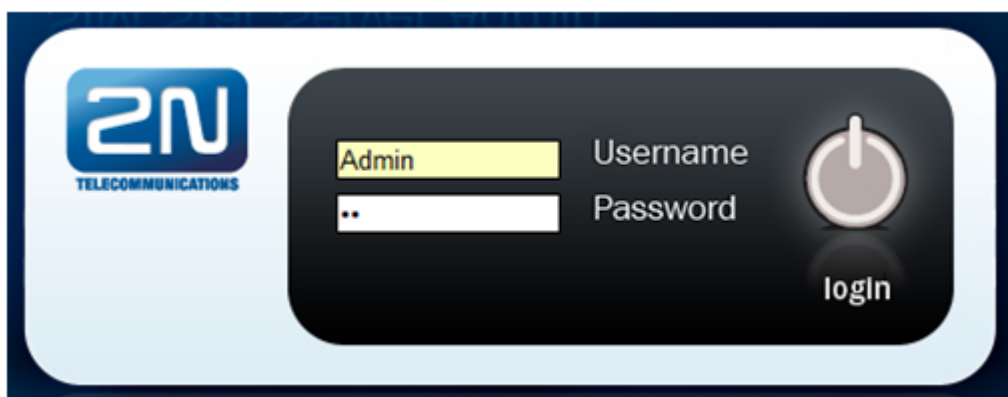 2N
TELECOMMUNICATIONS
Admin
Username
••
Password
login